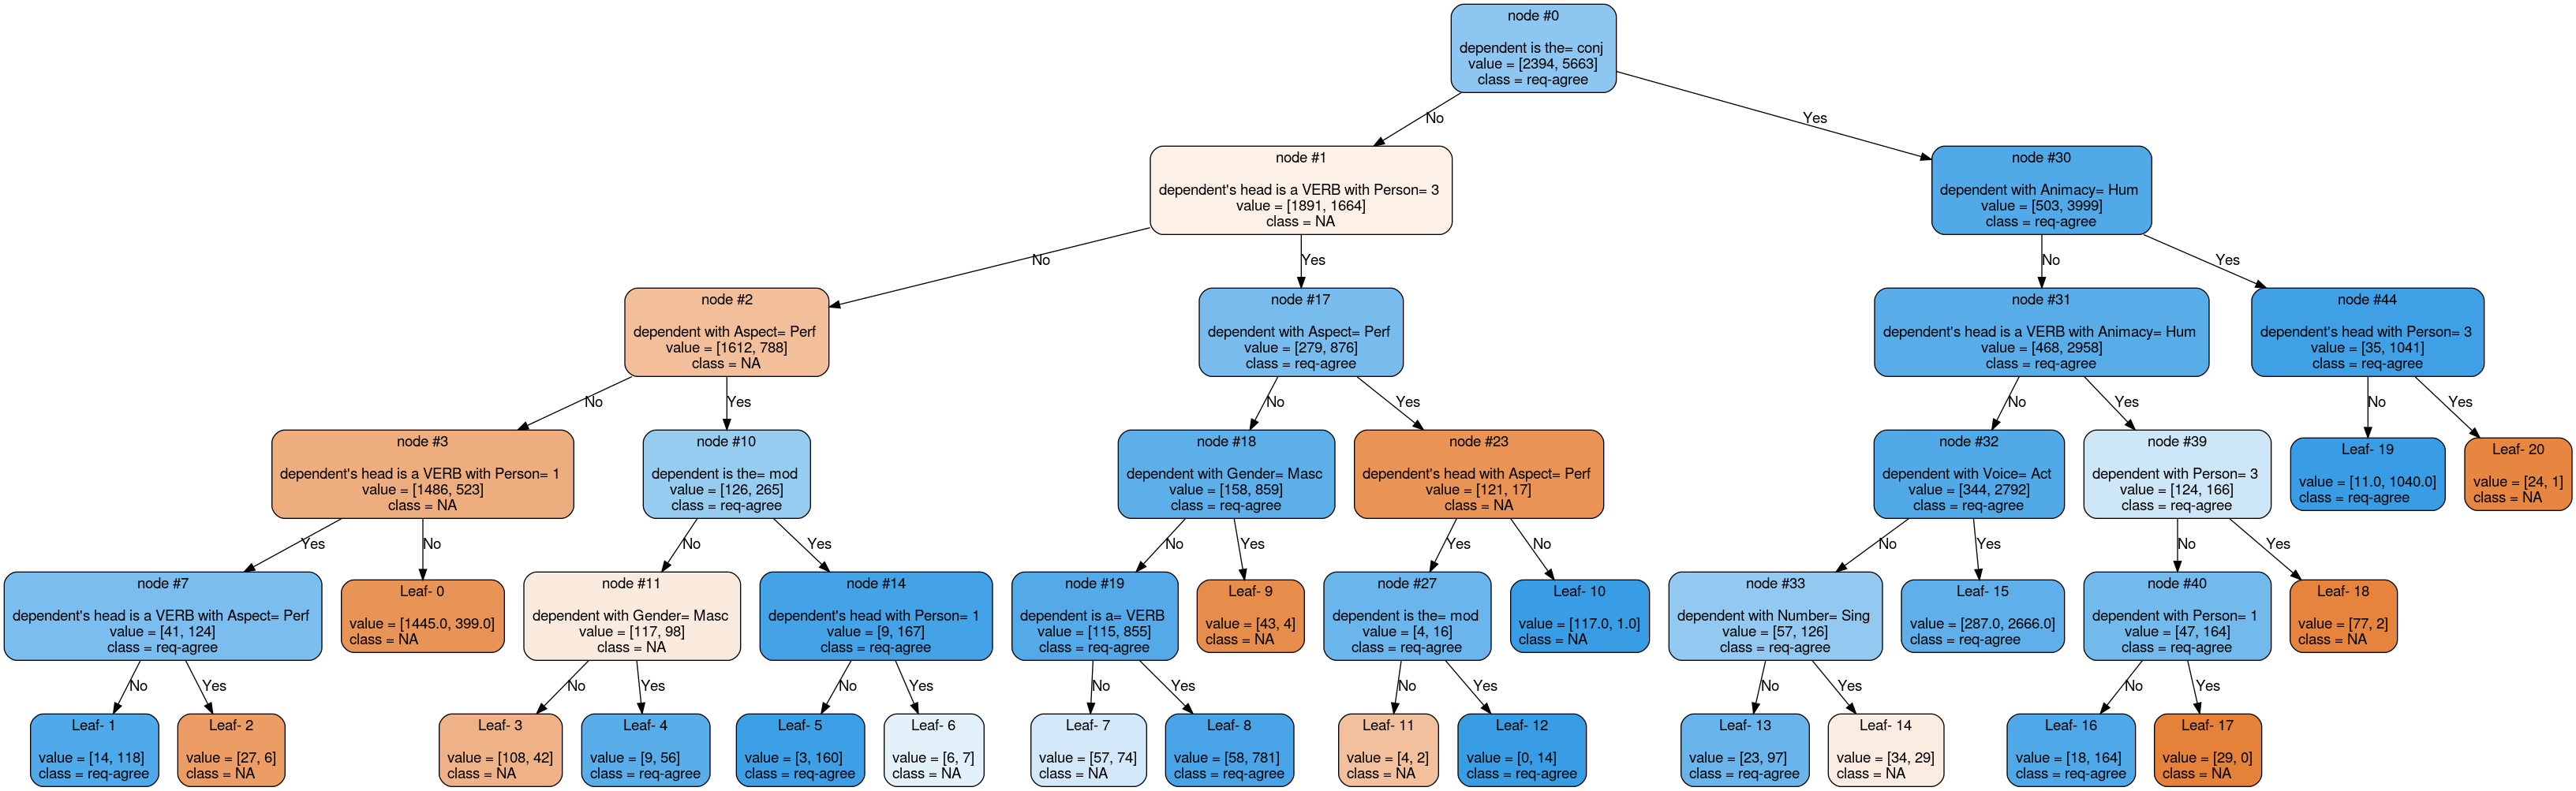 node #0
dependent is the= conj
value = [2394, 5663]
class = req-agree
No
Yes
node #1
dependent's head is a VERB with Person= 3
value = [1891, 1664]
class = NA
node #30
dependent with Animacy= Hum
value = [503, 3999]
class = req-agree
No
Yes
No
Yes
node #2
dependent with Aspect= Perf
value = [1612, 788]
class = NA
node #17
dependent with Aspect= Perf
value = [279, 876]
class = req-agree
node #31
dependent's head is a VERB with Animacy= Hum
value = [468, 2958]
class = req-agree
node #44
dependent's head with Person= 3
value = [35, 1041]
class = req-agree
No
Yes
No
Yes
No
Yes
No
Yes
node #3
dependent's head is a VERB with Person= 1
value = [1486, 523]
class = NA
node #10
dependent is the= mod
value = [126, 265]
class = req-agree
node #18
dependent with Gender= Masc
value = [158, 859]
class = req-agree
node #23
dependent's head with Aspect= Perf
value = [121, 17]
class = NA
node #32
dependent with Voice= Act
value = [344, 2792]
class = req-agree
node #39
dependent with Person= 3
value = [124, 166]
class = req-agree
Leaf- 19
value = [11.0, 1040.0]
class = req-agree
Leaf- 20
value = [24, 1]
class = NA
Yes
No
No
Yes
No
Yes
Yes
No
No
Yes
No
Yes
node #7
dependent's head is a VERB with Aspect= Perf
value = [41, 124]
class = req-agree
Leaf- 0
value = [1445.0, 399.0]
class = NA
node #11
dependent with Gender= Masc
value = [117, 98]
class = NA
node #14
dependent's head with Person= 1
value = [9, 167]
class = req-agree
node #19
dependent is a= VERB
value = [115, 855]
class = req-agree
Leaf- 9
value = [43, 4]
class = NA
node #27
dependent is the= mod
value = [4, 16]
class = req-agree
Leaf- 10
value = [117.0, 1.0]
class = NA
node #33
dependent with Number= Sing
value = [57, 126]
class = req-agree
Leaf- 15
value = [287.0, 2666.0]
class = req-agree
node #40
dependent with Person= 1
value = [47, 164]
class = req-agree
Leaf- 18
value = [77, 2]
class = NA
No
Yes
No
Yes
No
Yes
No
Yes
No
Yes
No
Yes
No
Yes
Leaf- 1
value = [14, 118]
class = req-agree
Leaf- 2
value = [27, 6]
class = NA
Leaf- 3
value = [108, 42]
class = NA
Leaf- 4
value = [9, 56]
class = req-agree
Leaf- 5
value = [3, 160]
class = req-agree
Leaf- 6
value = [6, 7]
class = NA
Leaf- 7
value = [57, 74]
class = NA
Leaf- 8
value = [58, 781]
class = req-agree
Leaf- 11
value = [4, 2]
class = NA
Leaf- 12
value = [0, 14]
class = req-agree
Leaf- 13
value = [23, 97]
class = req-agree
Leaf- 14
value = [34, 29]
class = NA
Leaf- 16
value = [18, 164]
class = req-agree
Leaf- 17
value = [29, 0]
class = NA